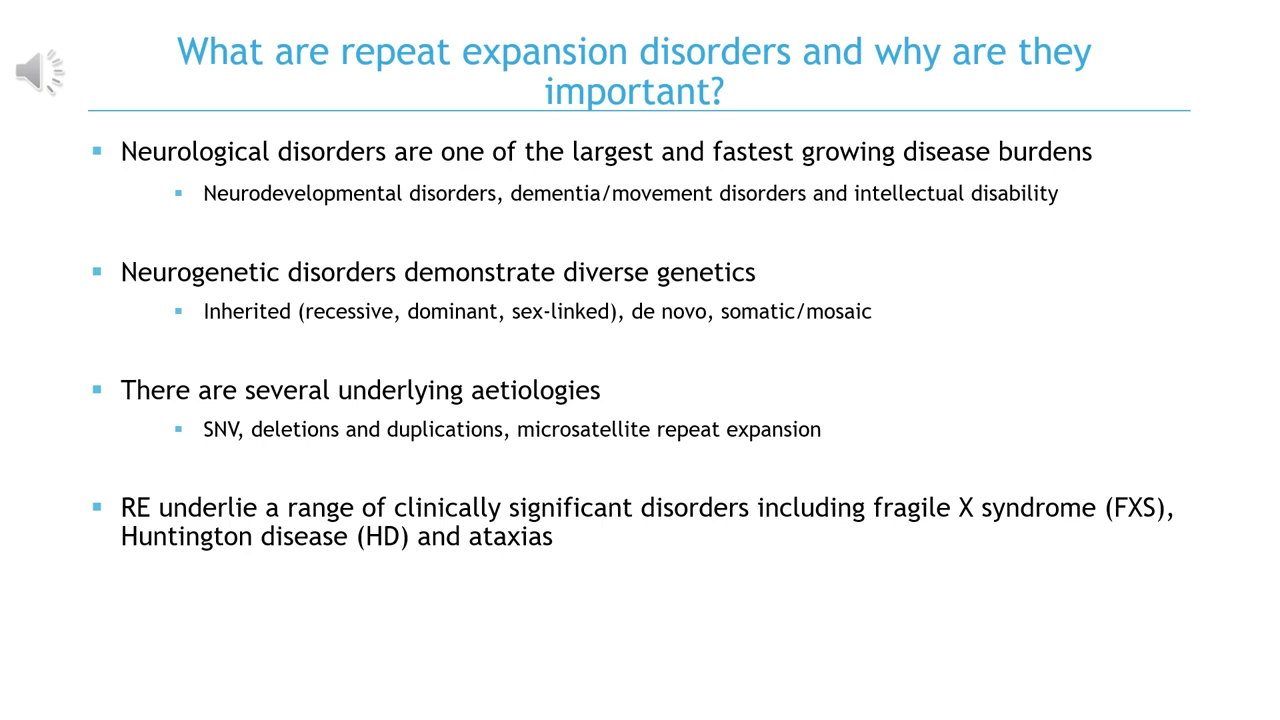 What are repeat expansion disorders and why are they
important?
▪ Neurological disorders are one of the largest and fastest growing disease burdens
▪ Neurodevelopmental disorders, dementia/movement disorders and intellectual disability
▪ Neurogenetic disorders demonstrate diverse genetics
▪ Inherited (recessive, dominant, sex-linked), de novo, somatic/mosaic
▪ There are several underlying aetiologies
▪ SNV, deletions and duplications, microsatellite repeat expansion
▪ RE underlie a range of clinically significant disorders including fragile X syndrome (FXS),
Huntington disease (HD) and ataxias